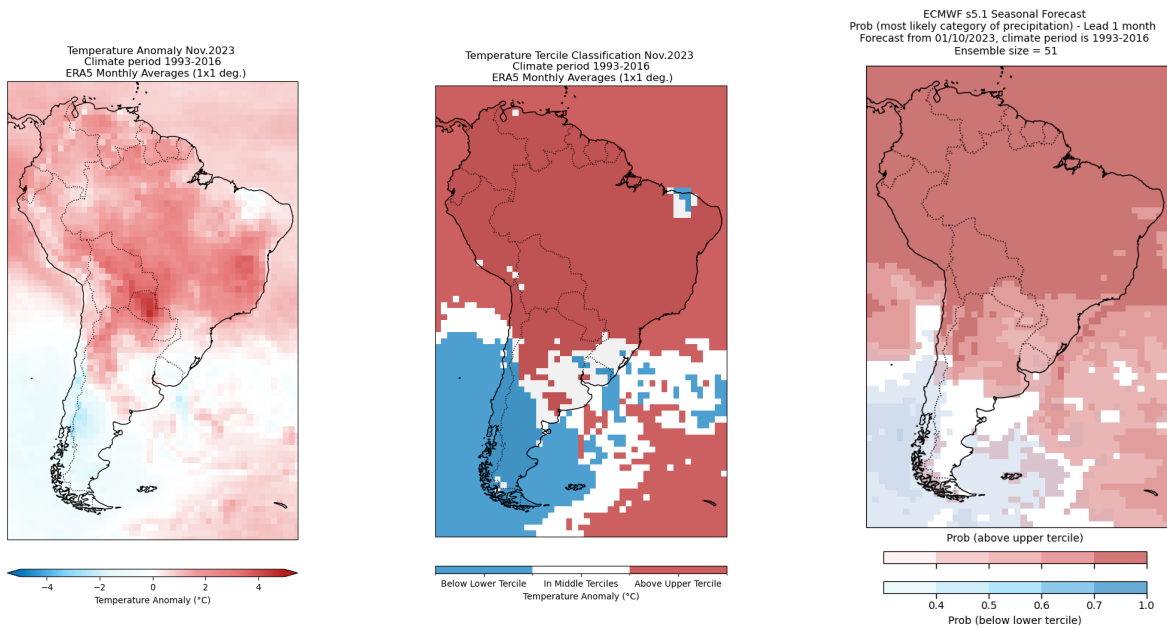 Temperature Anomaly Nov.2023
Climate period 1993-2016
ERA5 Monthly Averages (1x1 deg.)
−4 −2 0 2 4
Temperature Anomaly (°C)
Temperature Tercile Classification Nov.2023
Climate period 1993-2016
ERA5 Monthly Averages (1x1 deg.)
Below Lower Tercile In Middle Terciles Above Upper Tercile
Temperature Anomaly (°C)
ECMWF s5.1 Seasonal Forecast
Prob (most likely category of precipitation) - Lead 1 month
Forecast from 01/10/2023, climate period is 1993-2016
Ensemble size = 51
Prob (above upper tercile)
0.4 0.5 0.6 0.7 1.0
Prob (below lower tercile)